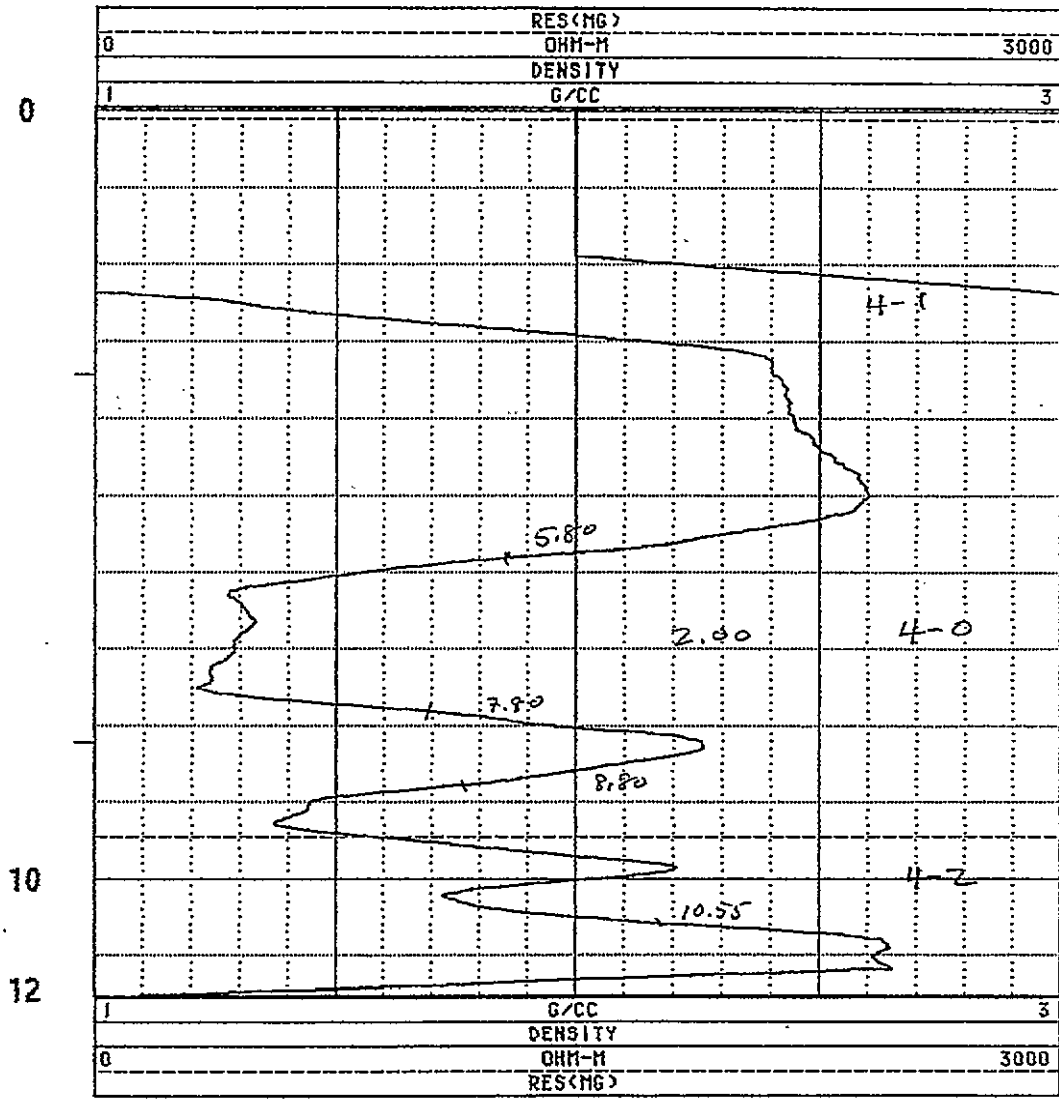 RES(MG)
0 OHM-M 3000
DENSITY
1 G/CC 3
0
4-1
5.80
2.00 4-0
7.80
8.80
10 4-2
10.55
12
1 G/CC 3
DENSITY
0 OHM-M 3000
RES(MG)